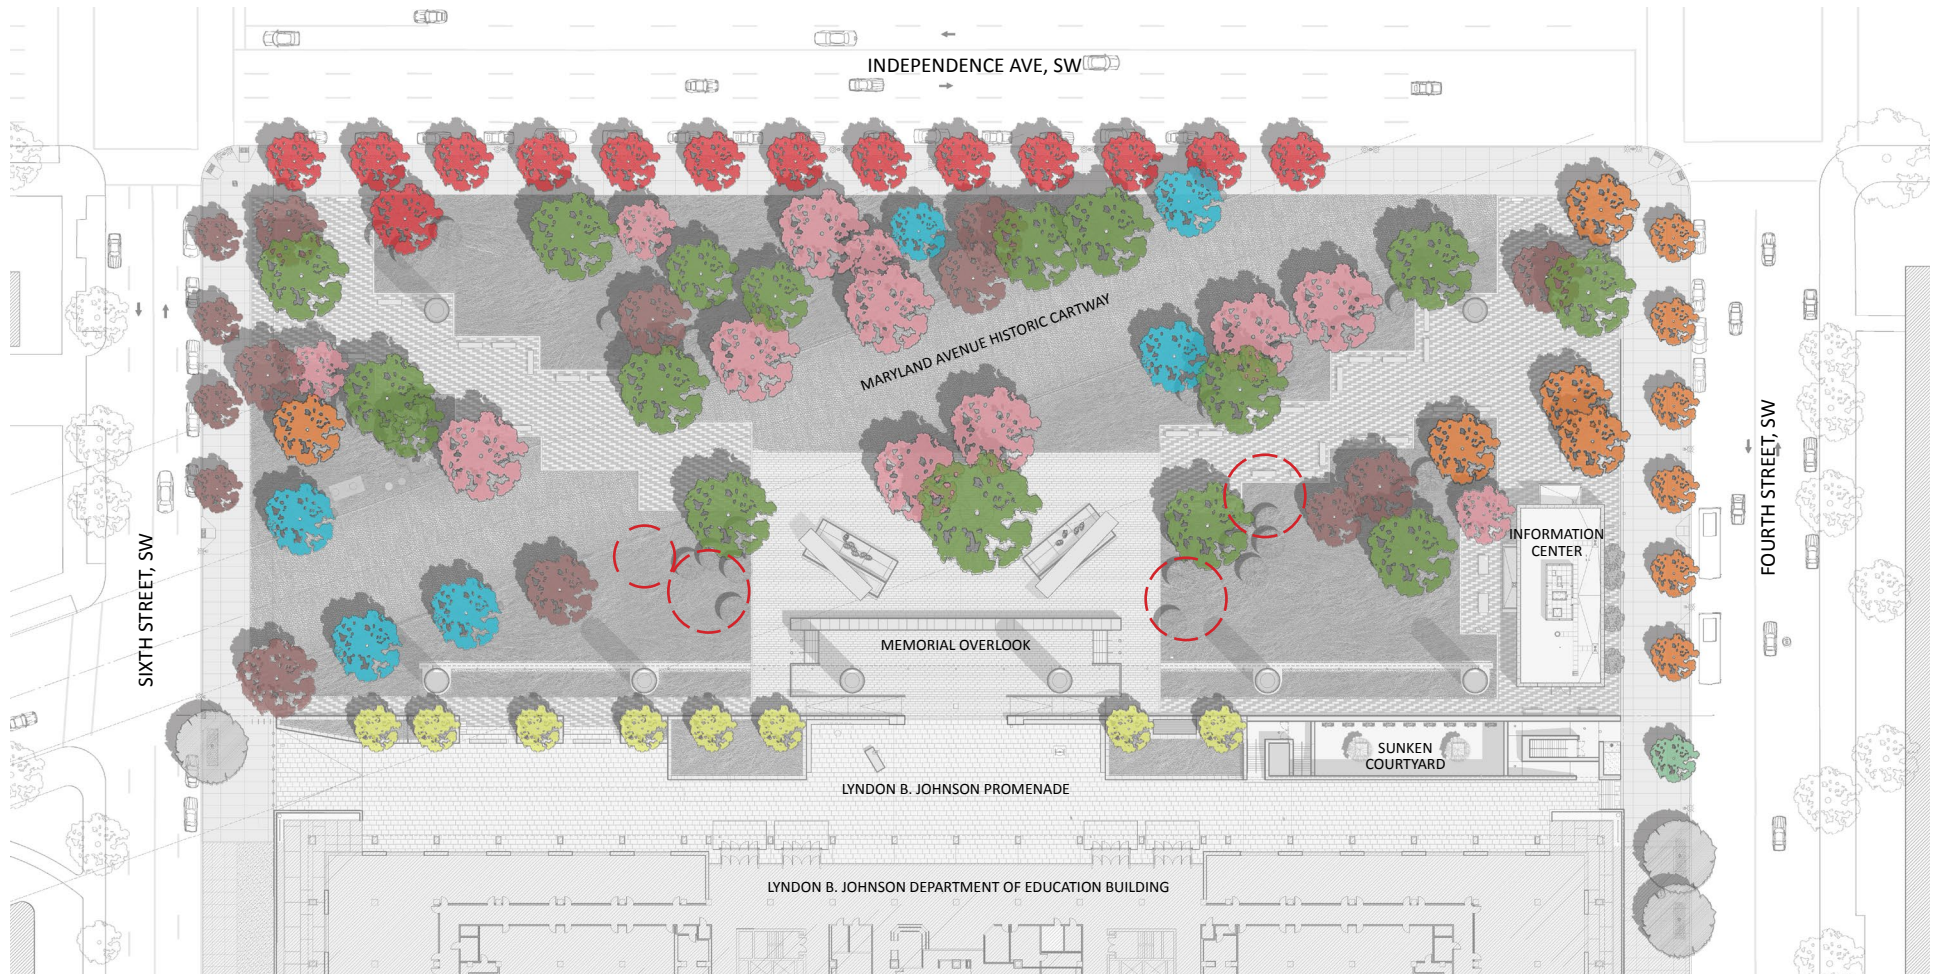 INDEPENDENCE AVE, SW
MARYLAND AVENUE HISTORIC CARTWAY
SIXTH STREET, SW
FOURTH STREET, SW
INFORMATION
CENTER
MEMORIAL OVERLOOK
SUNKEN
COURTYARD
LYNDON B. JOHNSON PROMENADE
LYNDON B. JOHNSON DEPARTMENT OF EDUCATION BUILDING